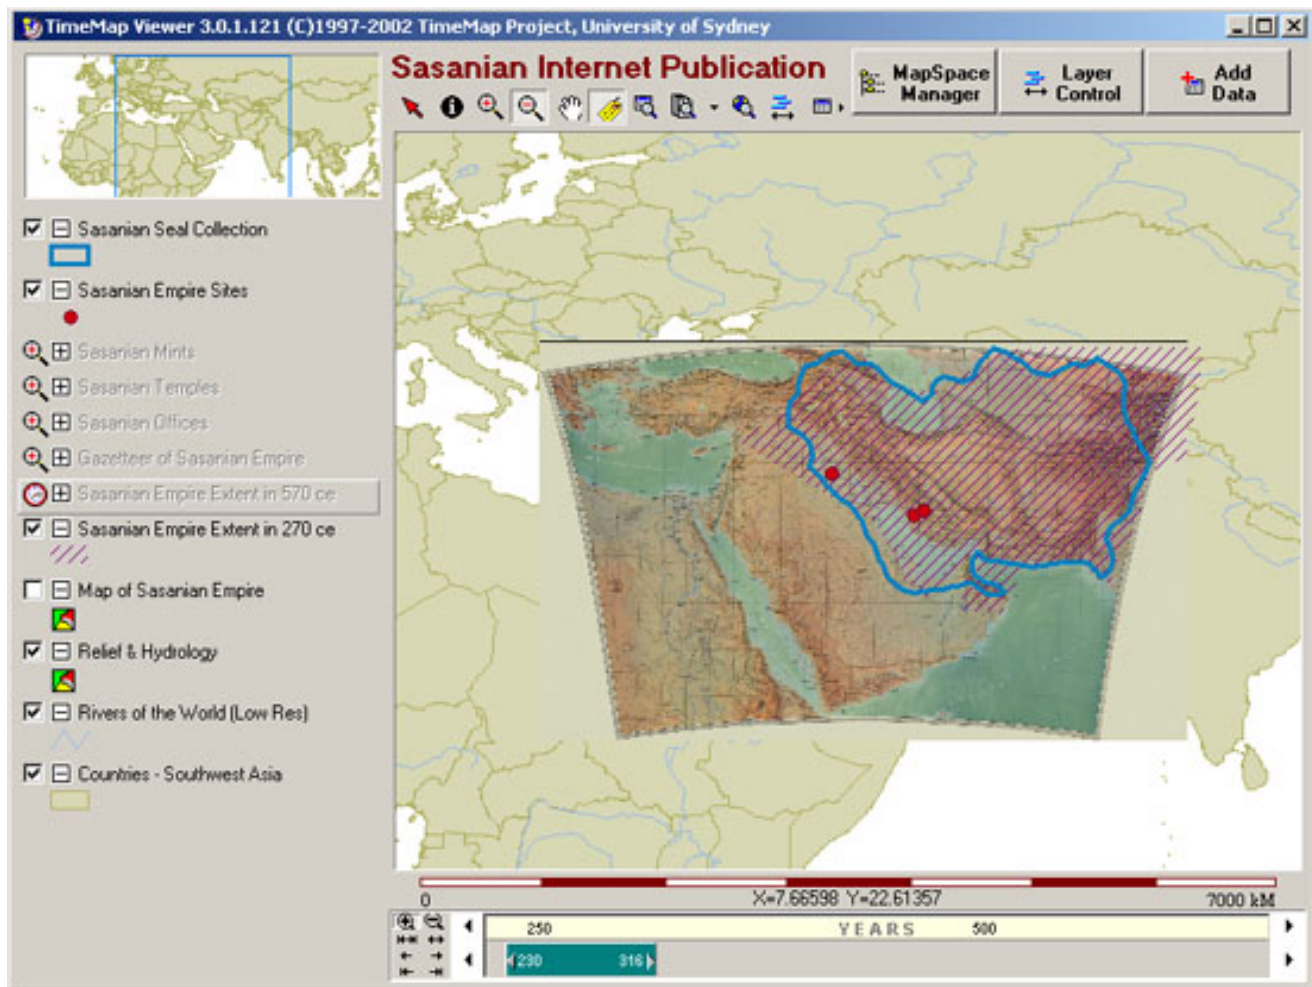 TimeMap Viewer 3.0.1.121 (C)1997-2002 TimeMap Project, University of Sydney
Sasanian Internet Publication
MapSpace
Manager
Layer
Control
Add
Data
Sasanian Seal Collection
Sasanian Empire Sites
Sasanian Mints
Sasanian Temples
Sasanian Offices
Gazetteer of Sasanian Empire
Sasanian Empire Extent in 570 ce
Sasanian Empire Extent in 270 ce
Map of Sasanian Empire
Relief & Hydrology
Rivers of the World (Low Res)
Countries - Southwest Asia
0 X=7.66598 Y=22.61357 7000 kM
250 YEARS 500
230 316